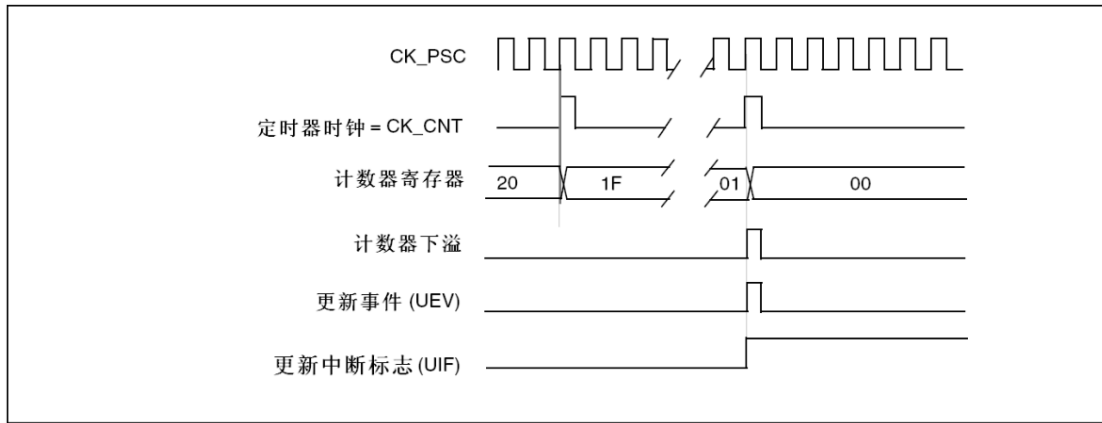 CK_PSC
定时器时钟 = CK_CNT
计数器寄存器 20 1F 01 00
计数器下溢
更新事件 (UEV)
更新中断标志 (UIF)